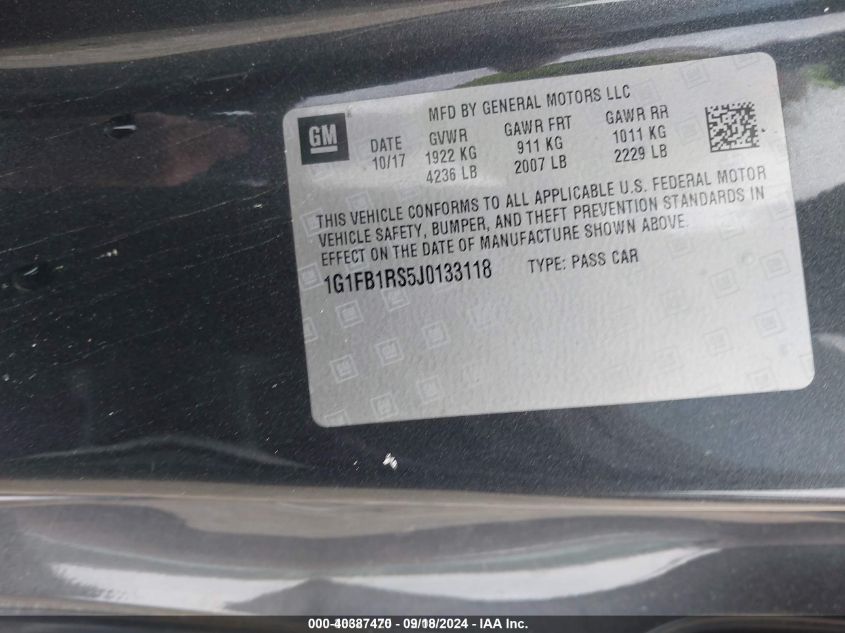 GM
MFD BY GENERAL MOTORS LLC
DATE GVWR GAWR FRT GAWR RR
10/17 1922 KG 911 KG 1011 KG
4236 LB 2007 LB 2229 LB
THIS VEHICLE CONFORMS TO ALL APPLICABLE U.S. FEDERAL MOTOR
VEHICLE SAFETY, BUMPER, AND THEFT PREVENTION STANDARDS IN
EFFECT ON THE DATE OF MANUFACTURE SHOWN ABOVE.
1G1FB1RS5J0133118 TYPE: PASS CAR
000-40387470 - 09/18/2024 - IAA Inc.